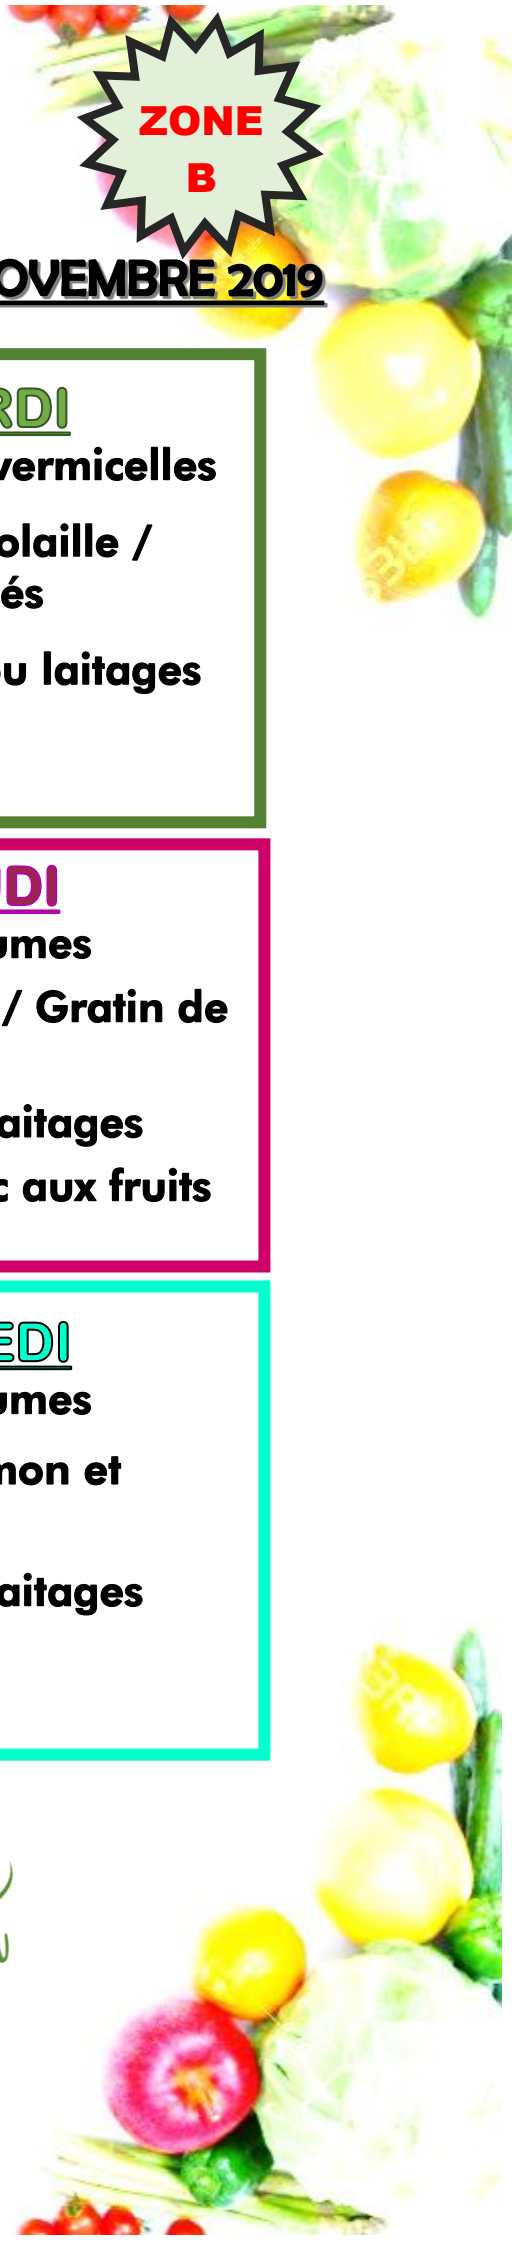 ZONE
B
OVEMBRE 2019
RDI
vermicelles
olaille /
és
u laitages
UDI
umes
/ Gratin de
aitages
c aux fruits
EDI
umes
mon et
aitages